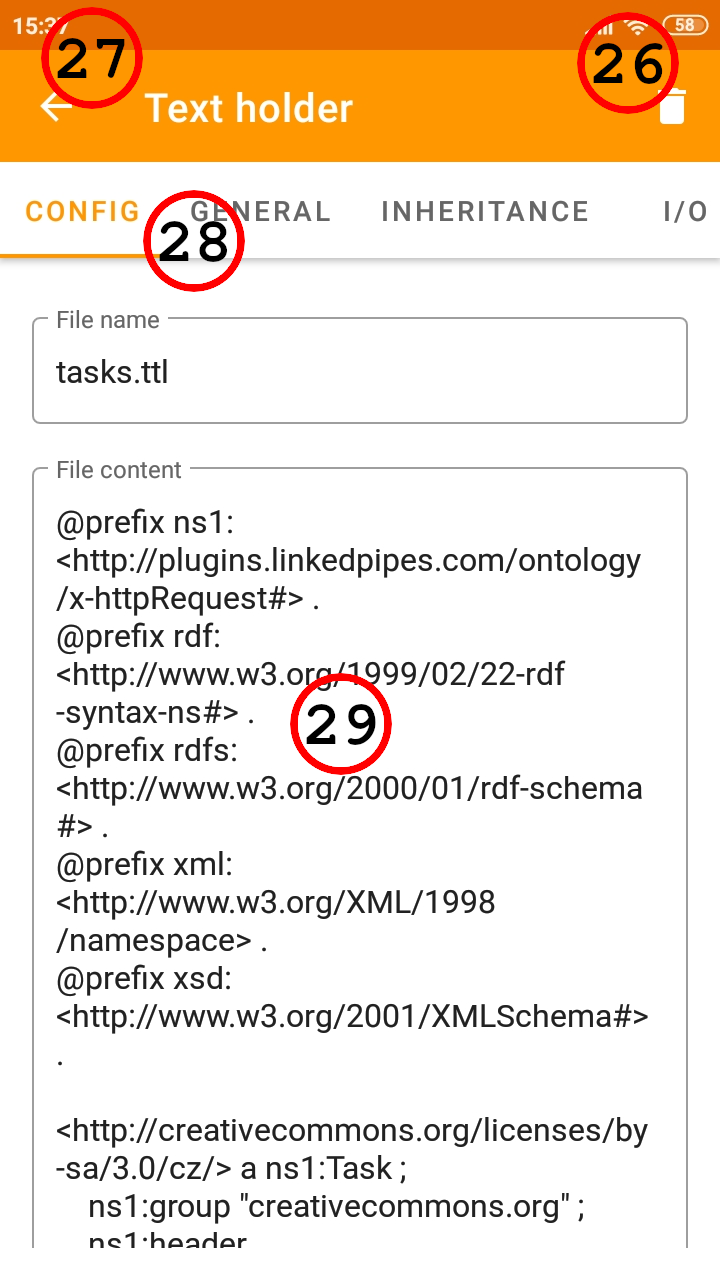 15:37
58
27
26
Text holder
CONFIG
GENERAL
INHERITANCE
I/O
28
File name
tasks.ttl
File content
@prefix ns1:
<http://plugins.linkedpipes.com/ontology
/x-httpRequest#> .
@prefix rdf:
<http://www.w3.org/1999/02/22-rdf
-syntax-ns#> .
29
@prefix rdfs:
<http://www.w3.org/2000/01/rdf-schema
#> .
@prefix xml:
<http://www.w3.org/XML/1998
/namespace> .
@prefix xsd:
<http://www.w3.org/2001/XMLSchema#>
.
<http://creativecommons.org/licenses/by
-sa/3.0/cz/> a ns1:Task ;
ns1:group "creativecommons.org" ;
ns1:header